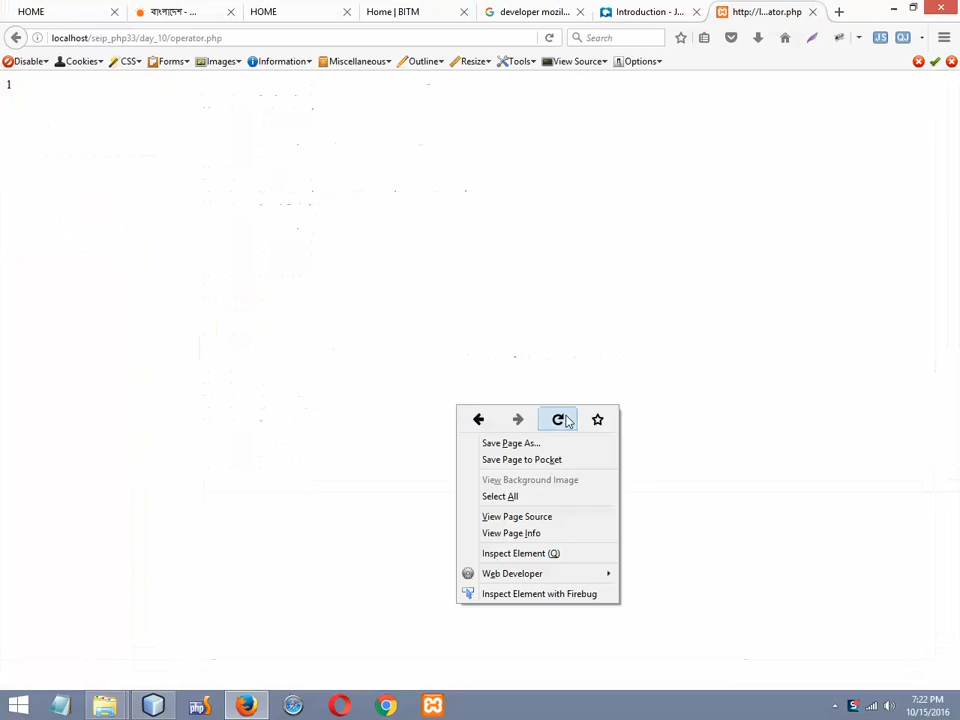 HOME
বাংলাদেশ - ...
HOME
Home | BITM
developer mozil...
Introduction - J...
http://l...ator.php
localhost/seip_php33/day_10/operator.php
Search
Disable
Cookies
CSS
Forms
Images
Information
Miscellaneous
Outline
Resize
Tools
View Source
Options
1
Save Page As...
Save Page to Pocket
View Background Image
Select All
View Page Source
View Page Info
Inspect Element (Q)
Web Developer
Inspect Element with Firebug
7:22 PM
10/15/2016